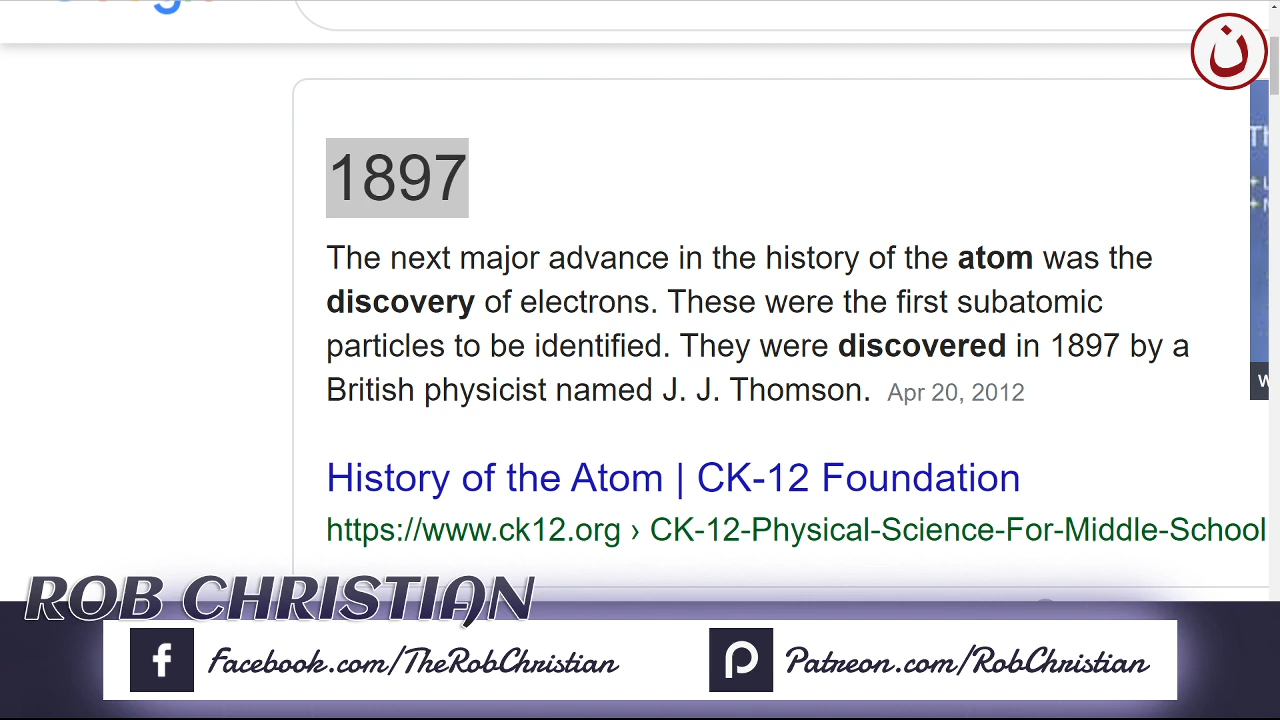 ن
1897
The next major advance in the history of the atom was the
discovery of electrons. These were the first subatomic
particles to be identified. They were discovered in 1897 by a
British physicist named J. J. Thomson. Apr 20, 2012
History of the Atom | CK-12 Foundation
https://www.ck12.org › CK-12-Physical-Science-For-Middle-School
ROB CHRISTIAN
Facebook.com/TheRobChristian
Patreon.com/RobChristian